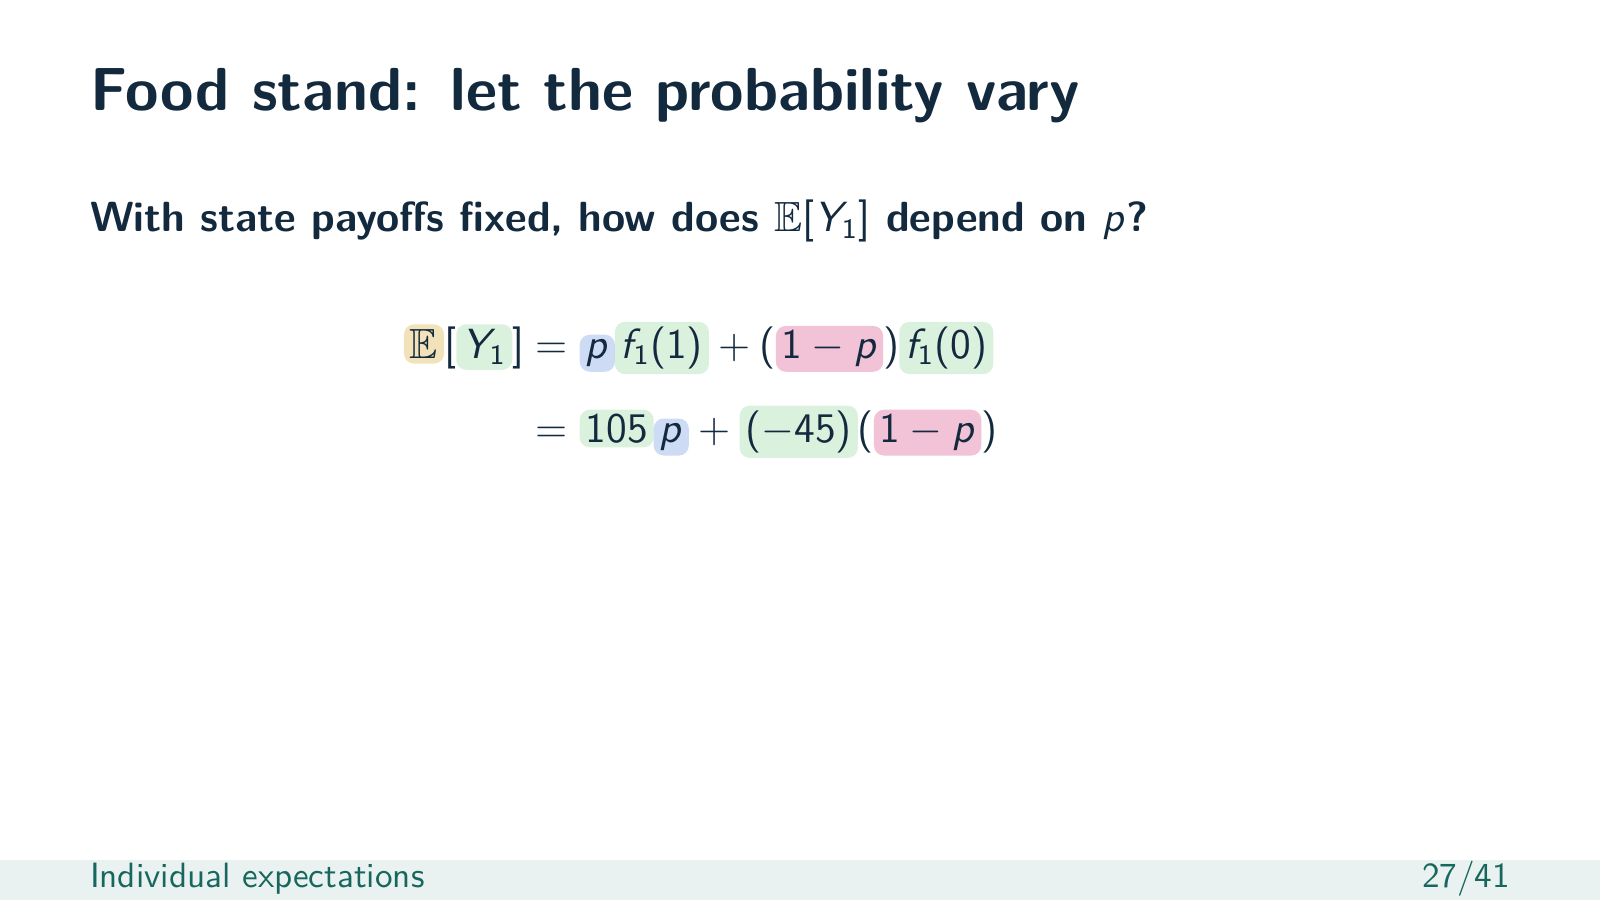 Food stand: let the probability vary
With state payoffs fixed, how does 𝔼[Y₁] depend on p?
𝔼[Y₁] = p f₁(1) + (1 − p) f₁(0)
= 105 p + (−45)(1 − p)
Individual expectations
27/41